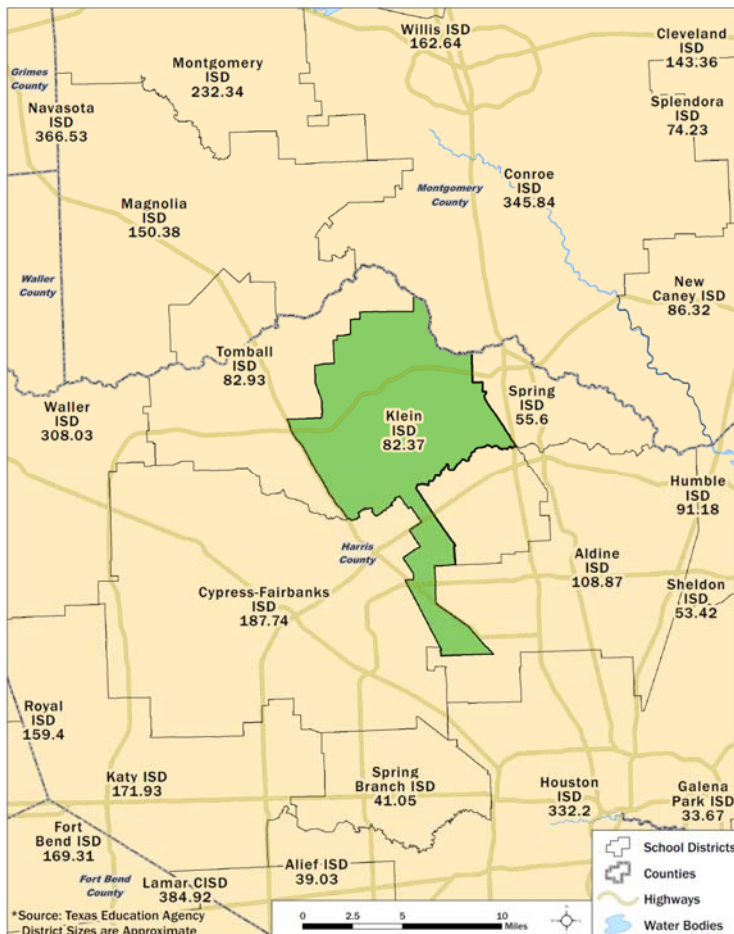 Willis ISD
162.64
Cleveland
ISD
143.36
Montgomery
ISD
232.34
Grimes
County
Navasota
ISD
366.53
Splendora
ISD
74.23
Conroe
ISD
345.84
Montgomery
County
Magnolia
ISD
150.38
Waller
County
New
Caney ISD
86.32
Tomball
ISD
82.93
Spring
ISD
55.6
Waller
ISD
308.03
Klein
ISD
82.37
Humble
ISD
91.18
Harris
County
Aldine
ISD
108.87
Cypress-Fairbanks
ISD
187.74
Sheldon
ISD
53.42
Royal
ISD
159.4
Katy ISD
171.93
Spring
Branch ISD
41.05
Houston
ISD
332.2
Galena
Park ISD
33.67
Fort
Bend ISD
169.31
Alief ISD
39.03
Fort Bend
County
Lamar CISD
384.92
*Source: Texas Education Agency
District Sizes are Approximate
0 2.5 5 10
Miles
School Districts
Counties
Highways
Water Bodies